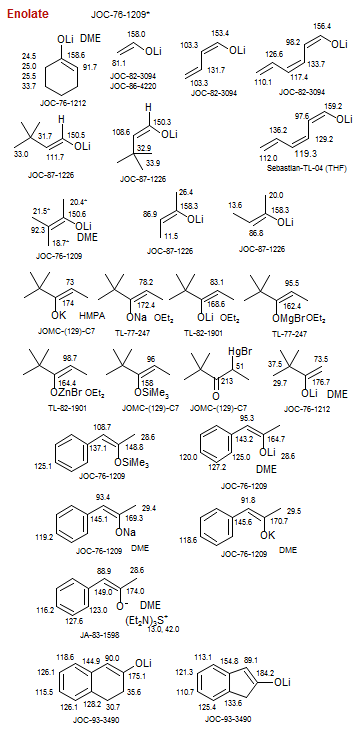 Enolate JOC-76-1209*
OLi DME
24.5 158.6
25.0 91.7
25.5
33.7
JOC-76-1212
158.0
OLi
81.1
JOC-82-3094
JOC-86-4220
153.4
103.3 OLi
131.7
103.3
JOC-82-3094
156.4
98.2
126.6 OLi
133.7
110.1 117.4
JOC-82-3094
H
31.7 150.5
OLi
33.0 111.7
JOC-87-1226
H
150.3
108.6 OLi
32.9
33.9
JOC-87-1226
159.2
97.6 OLi
136.2
129.2
112.0 119.3
Sebastian-TL-04 (THF)
20.4*
21.5* 150.6
OLi
92.3 DME
18.7*
JOC-76-1209
26.4
158.3
86.9 OLi
11.5
JOC-87-1226
20.0
13.6 158.3
OLi
86.8
JOC-87-1226
73
174
OK HMPA
JOMC-(129)-C7
78.2
172.4
ONa OEt2
TL-77-247
83.1
168.6
OLi OEt2
TL-82-1901
95.5
162.4
OMgBrOEt2
TL-77-247
98.7
164.4
OZnBr OEt2
TL-82-1901
96
158
OSiMe3
JOMC-(129)-C7
HgBr
51
213
O
JOMC-(129)-C7
37.5 73.5
29.7 176.7
OLi DME
JOC-76-1212
108.7
28.6
137.1 148.8
125.1 OSiMe3
JOC-76-1209
95.3
143.2 164.7
120.0 125.0 OLi 28.6
127.2 DME
JOC-76-1209
93.4
29.4
145.1 169.3
119.2 ONa
JOC-76-1209 DME
91.8
29.5
145.6 170.7
118.6 OK
JOC-76-1209 DME
88.9 28.6
149.0 174.0
116.2 123.0 O- DME
127.6 (Et2N)3S+
13.0, 42.0
JA-83-1598
118.6 144.9 90.0
OLi
126.1 175.1
115.5 35.6
126.1 128.2 30.7
JOC-93-3490
113.1 154.8 89.1
121.3 184.2
OLi
110.7
125.4 133.6
JOC-93-3490